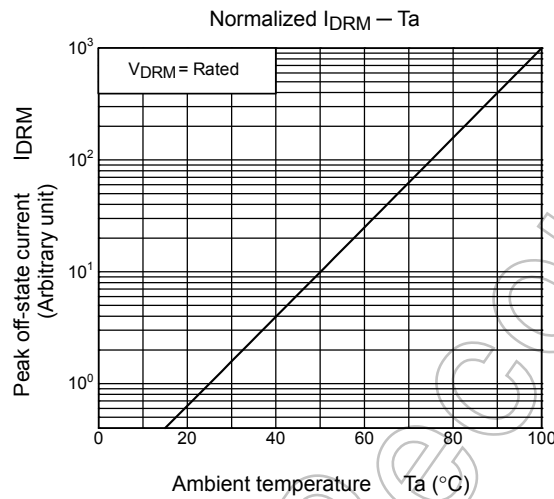 Normalized IDRM – Ta
VDRM = Rated
Peak off-state current IDRM
(Arbitrary unit)
10³
10²
10¹
10⁰
0 20 40 60 80 100
Ambient temperature Ta (°C)